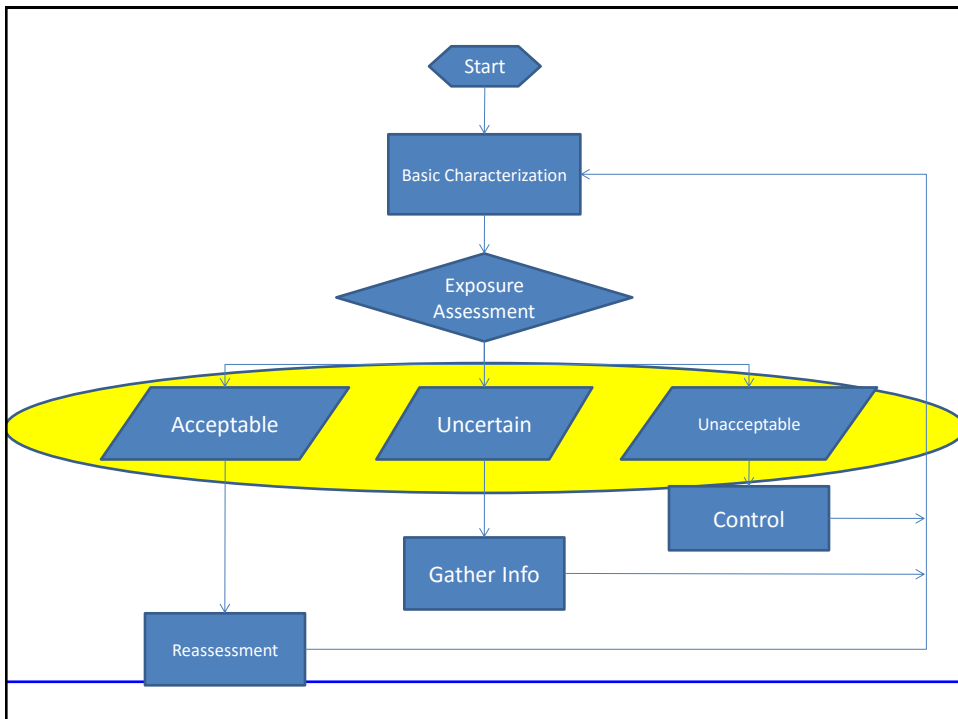 Start
Basic Characterization
Exposure
Assessment
Acceptable
Uncertain
Unacceptable
Control
Gather Info
Reassessment